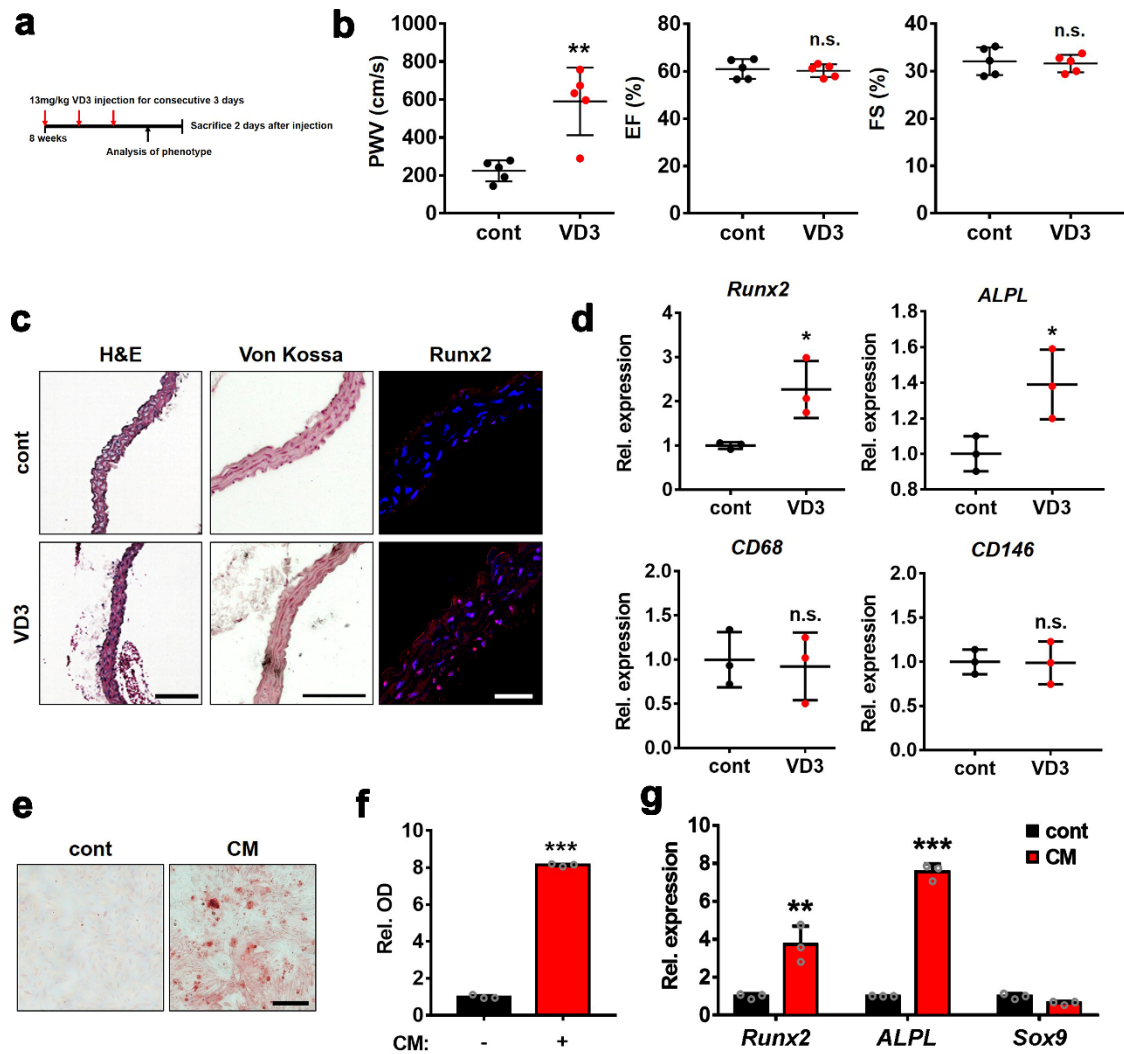 a
13mg/kg VD3 injection for consecutive 3 days
8 weeks
Sacrifice 2 days after injection
Analysis of phenotype
b
PWV (cm/s)
1000
800
600
400
200
0
**
cont
VD3
EF (%)
80
60
40
20
0
n.s.
cont
VD3
FS (%)
40
30
20
10
0
n.s.
cont
VD3
c
H&E
Von Kossa
Runx2
cont
VD3
d
Runx2
Rel. expression
4
3
2
1
0
*
cont
VD3
ALPL
Rel. expression
1.8
1.6
1.4
1.2
1.0
0.8
*
cont
VD3
CD68
Rel. expression
2.0
1.5
1.0
0.5
0.0
n.s.
cont
VD3
CD146
Rel. expression
2.0
1.5
1.0
0.5
0.0
n.s.
cont
VD3
e
cont
CM
f
Rel. OD
10
8
6
4
2
0
***
CM:
-
+
g
Rel. expression
10
8
6
4
2
0
**
***
cont
CM
Runx2
ALPL
Sox9